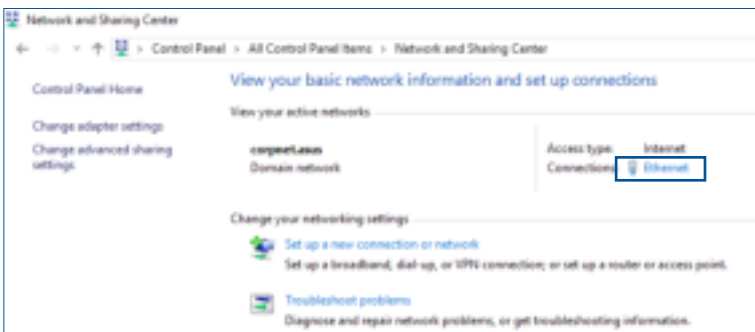 Network and Sharing Center
Control Panel > All Control Panel Items > Network and Sharing Center
Control Panel Home
Change adapter settings
Change advanced sharing
settings
View your basic network information and set up connections
View your active networks
corpnet.asus
Domain network
Access type: Internet
Connections: Ethernet
Change your networking settings
Set up a new connection or network
Set up a broadband, dial-up, or VPN connection; or set up a router or access point.
Troubleshoot problems
Diagnose and repair network problems, or get troubleshooting information.